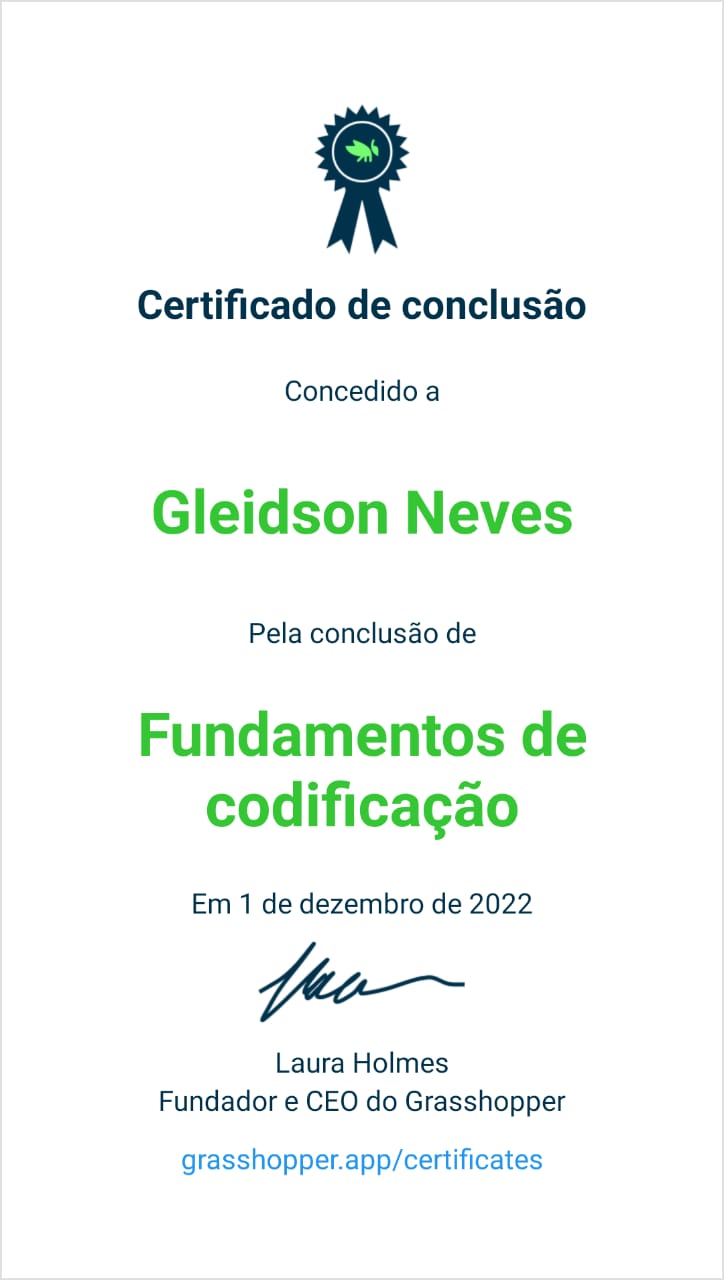 Certificado de conclusão
Concedido a
Gleidson Neves
Pela conclusão de
Fundamentos de
codificação
Em 1 de dezembro de 2022
Laura Holmes
Fundador e CEO do Grasshopper
grasshopper.app/certificates